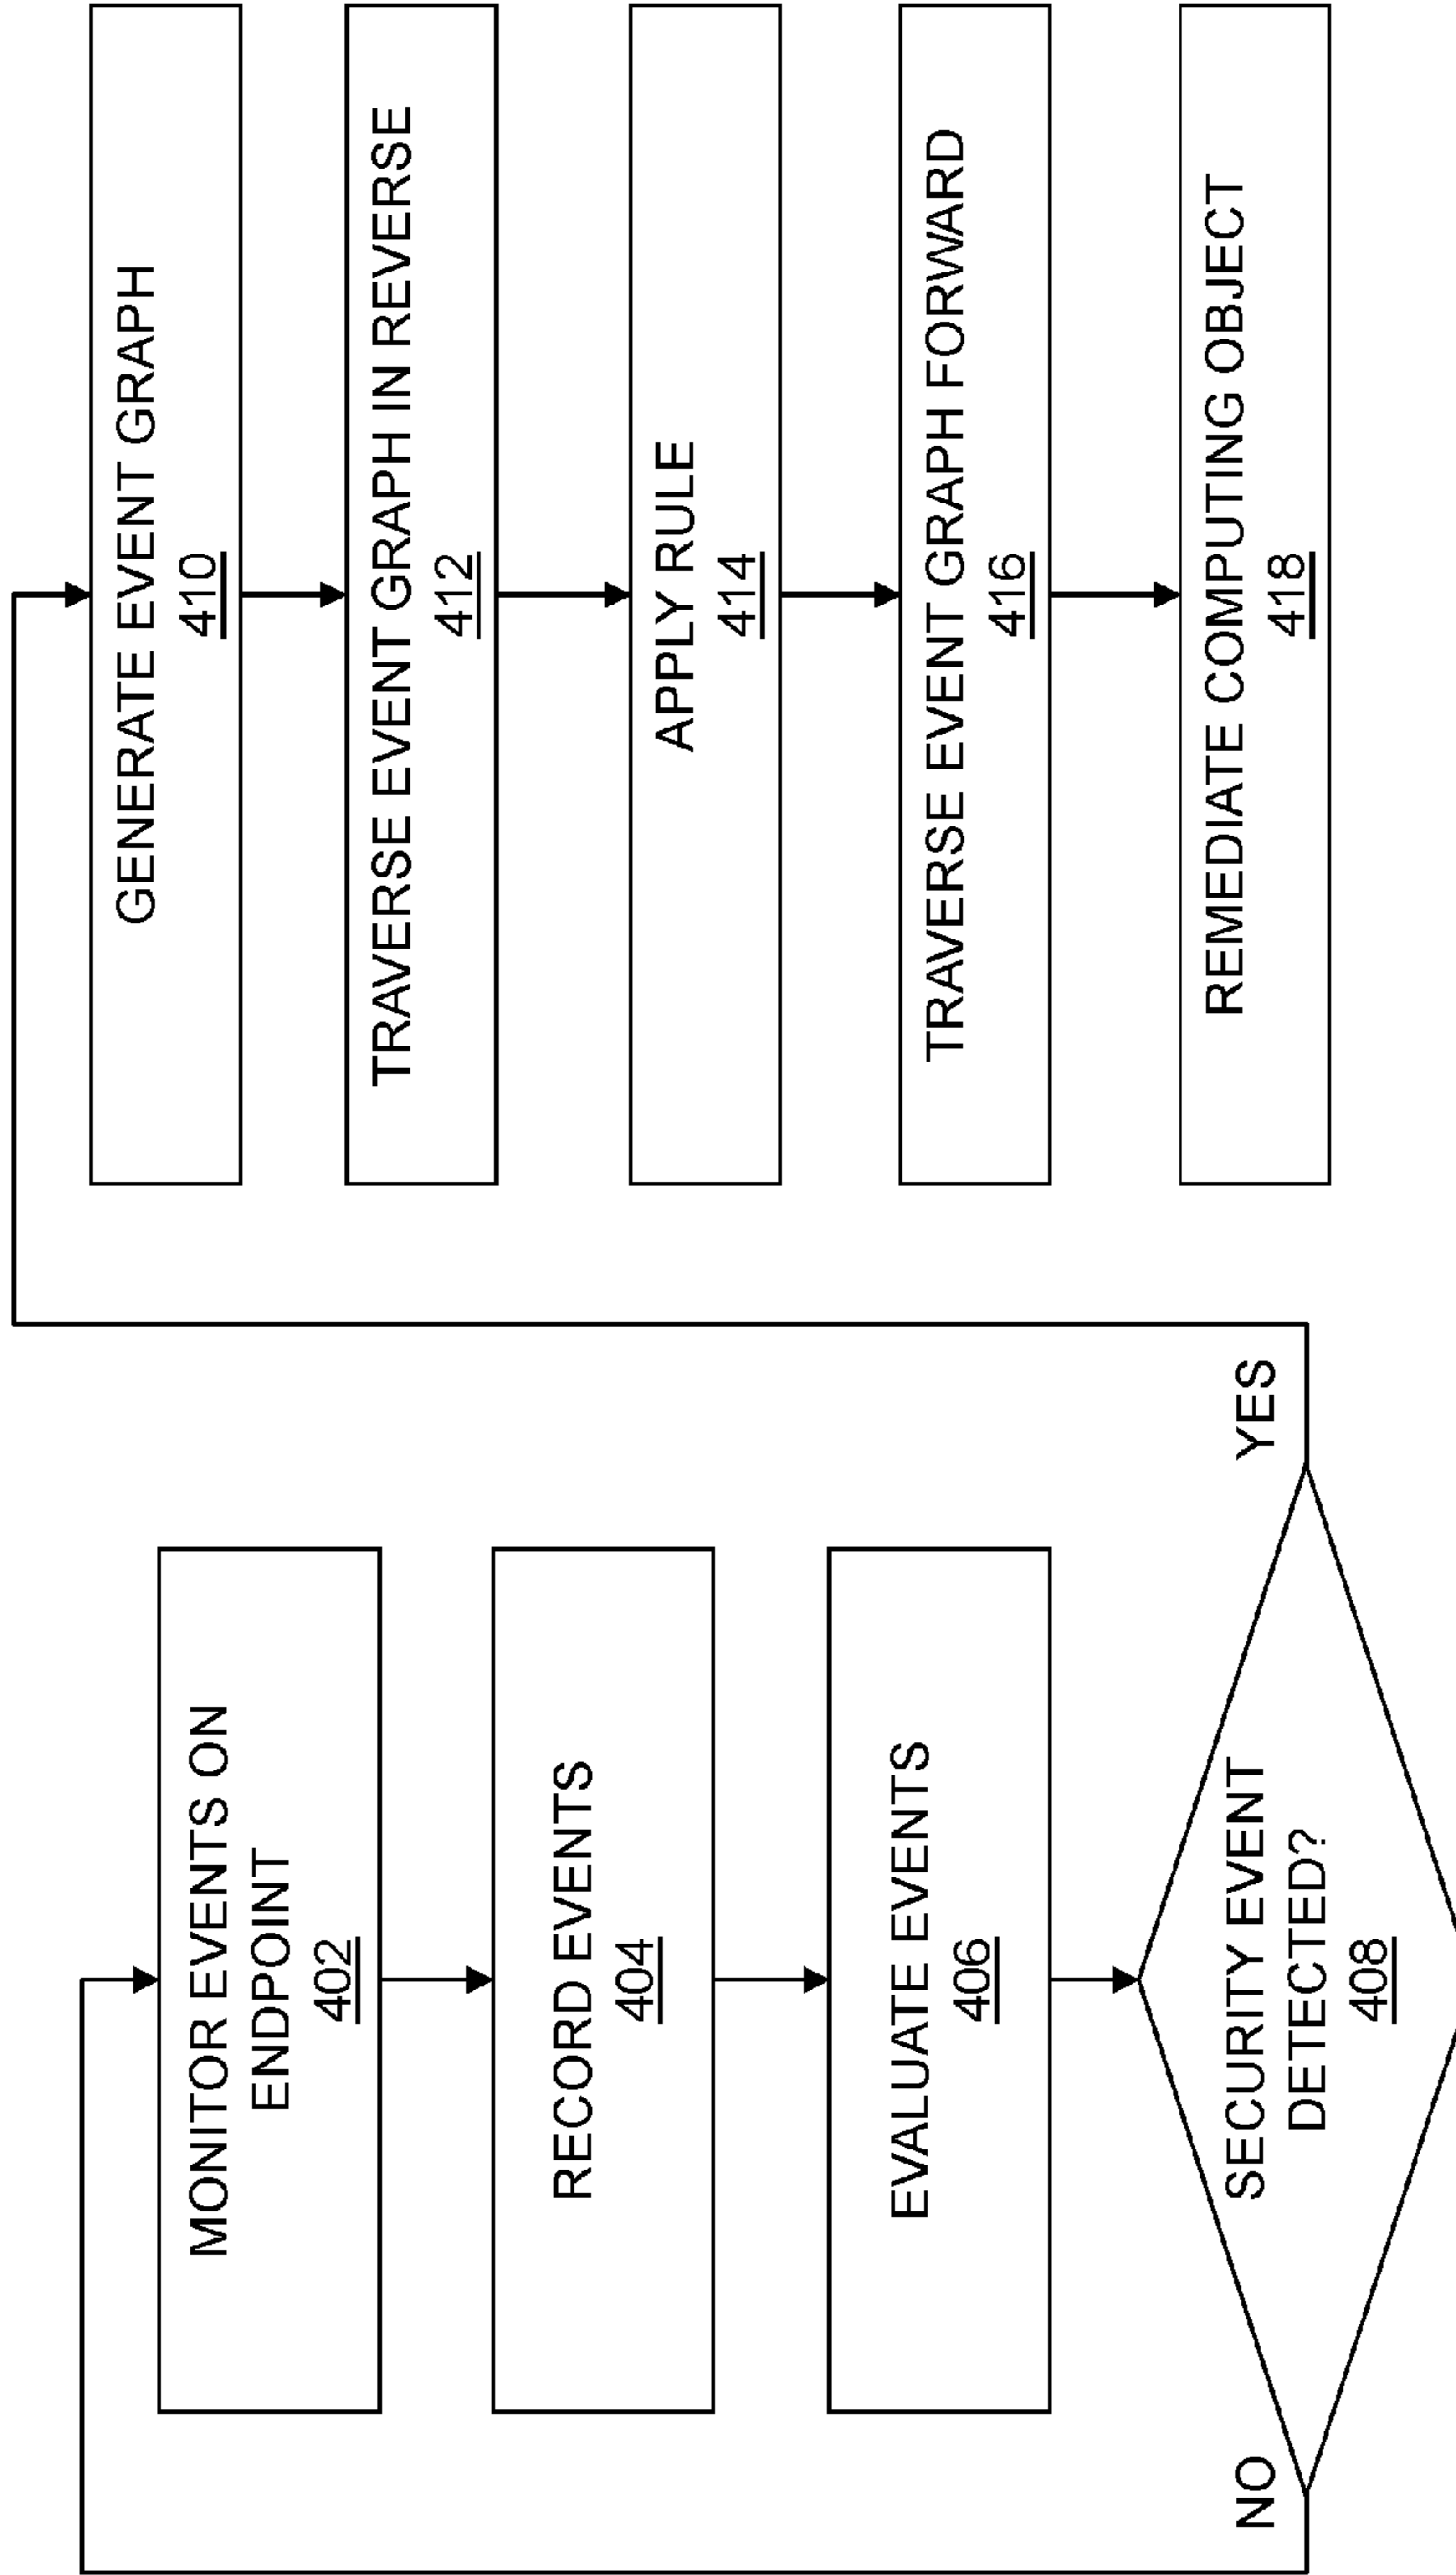 MONITOR EVENTS ON
ENDPOINT
402
RECORD EVENTS
404
EVALUATE EVENTS
406
SECURITY EVENT
DETECTED?
408
NO
YES
GENERATE EVENT GRAPH
410
TRAVERSE EVENT GRAPH IN REVERSE
412
APPLY RULE
414
TRAVERSE EVENT GRAPH FORWARD
416
REMEDIATE COMPUTING OBJECT
418